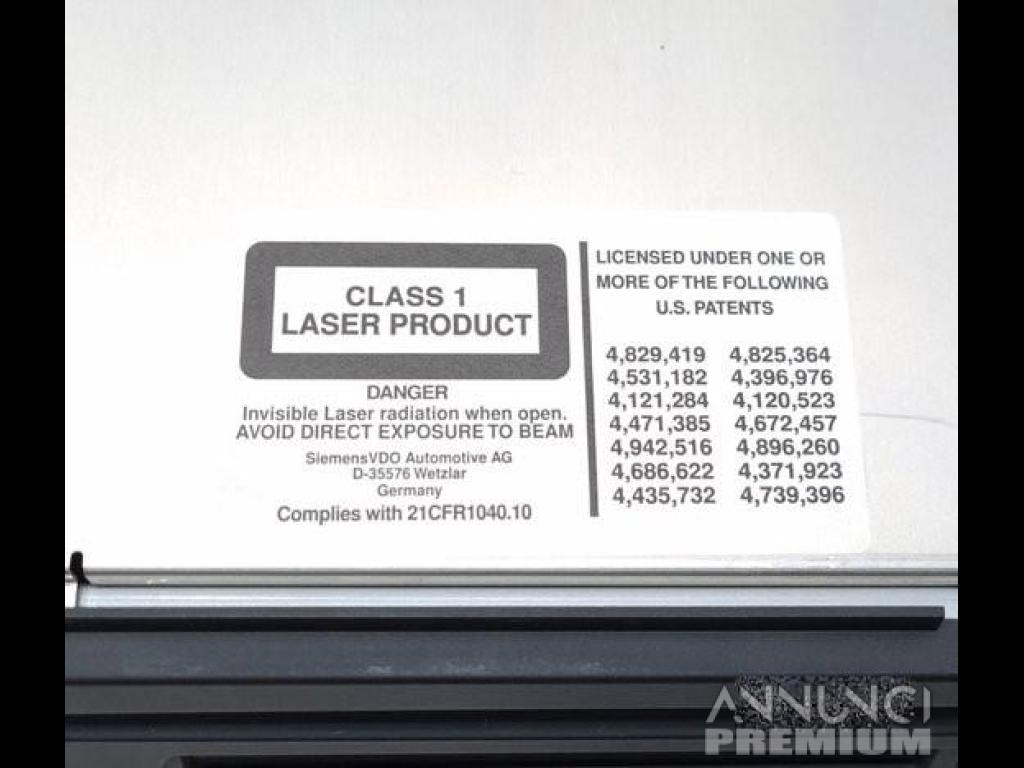 CLASS 1
LASER PRODUCT
DANGER
Invisible Laser radiation when open.
AVOID DIRECT EXPOSURE TO BEAM
SiemensVDO Automotive AG
D-35576 Wetzlar
Germany
Complies with 21CFR1040.10
LICENSED UNDER ONE OR
MORE OF THE FOLLOWING
U.S. PATENTS
4,829,419 4,825,364
4,531,182 4,396,976
4,121,284 4,120,523
4,471,385 4,672,457
4,942,516 4,896,260
4,686,622 4,371,923
4,435,732 4,739,396
ANNUNCI
PREMIUM